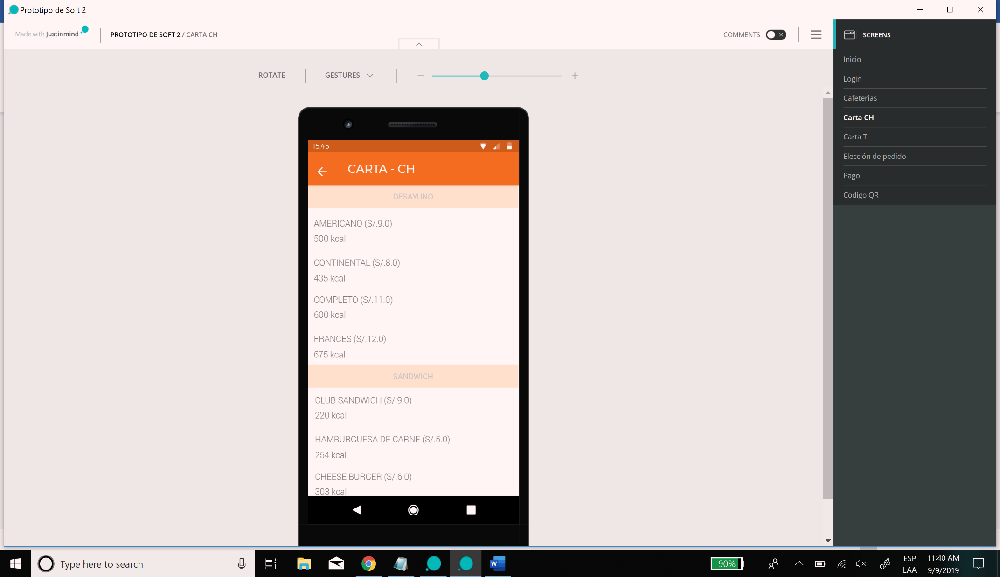 Prototipo de Soft 2
Made with Justinmind
PROTOTIPO DE SOFT 2 / CARTA CH
COMMENTS
SCREENS
Inicio
Login
Cafeterias
Carta CH
Carta T
Elección de pedido
Pago
Codigo QR
ROTATE
GESTURES
15:45
CARTA - CH
DESAYUNO
AMERICANO (S/.9.0)
500 kcal
CONTINENTAL (S/.8.0)
435 kcal
COMPLETO (S/.11.0)
600 kcal
FRANCES (S/.12.0)
675 kcal
SANDWICH
CLUB SANDWICH (S/.9.0)
220 kcal
HAMBURGUESA DE CARNE (S/.5.0)
254 kcal
CHEESE BURGER (S/.6.0)
303 kcal
Type here to search
W
90%
ESP
LAA
11:40 AM
9/9/2019